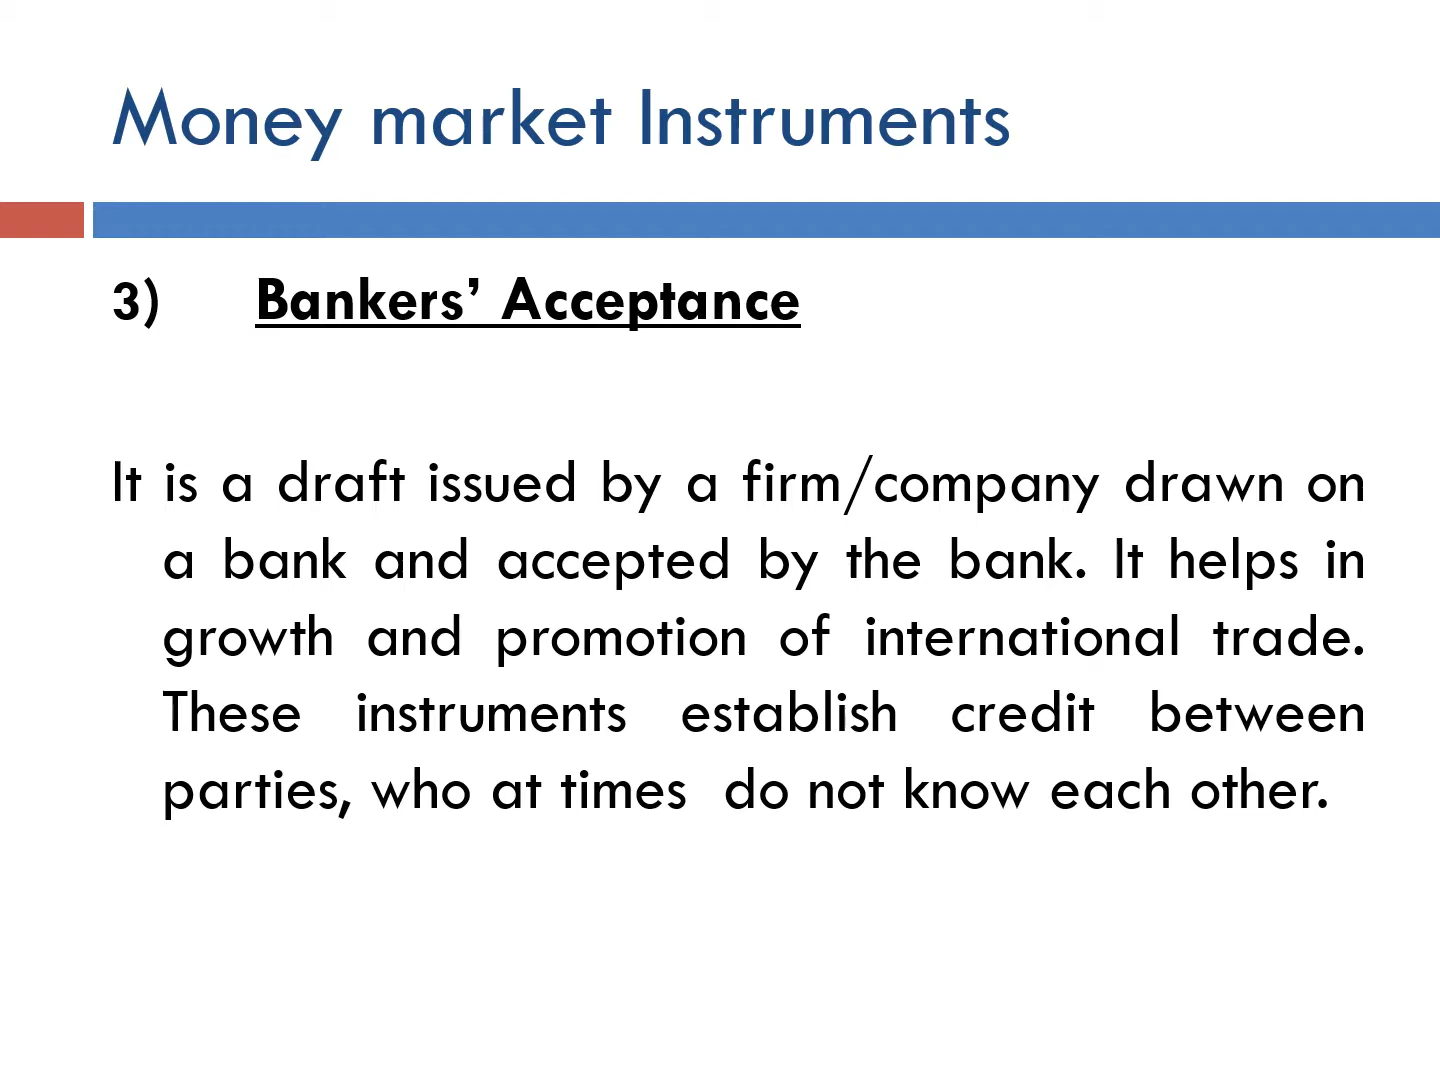 Money market Instruments
3) Bankers’ Acceptance
It is a draft issued by a firm/company drawn on
a bank and accepted by the bank. It helps in
growth and promotion of international trade.
These instruments establish credit between
parties, who at times  do not know each other.